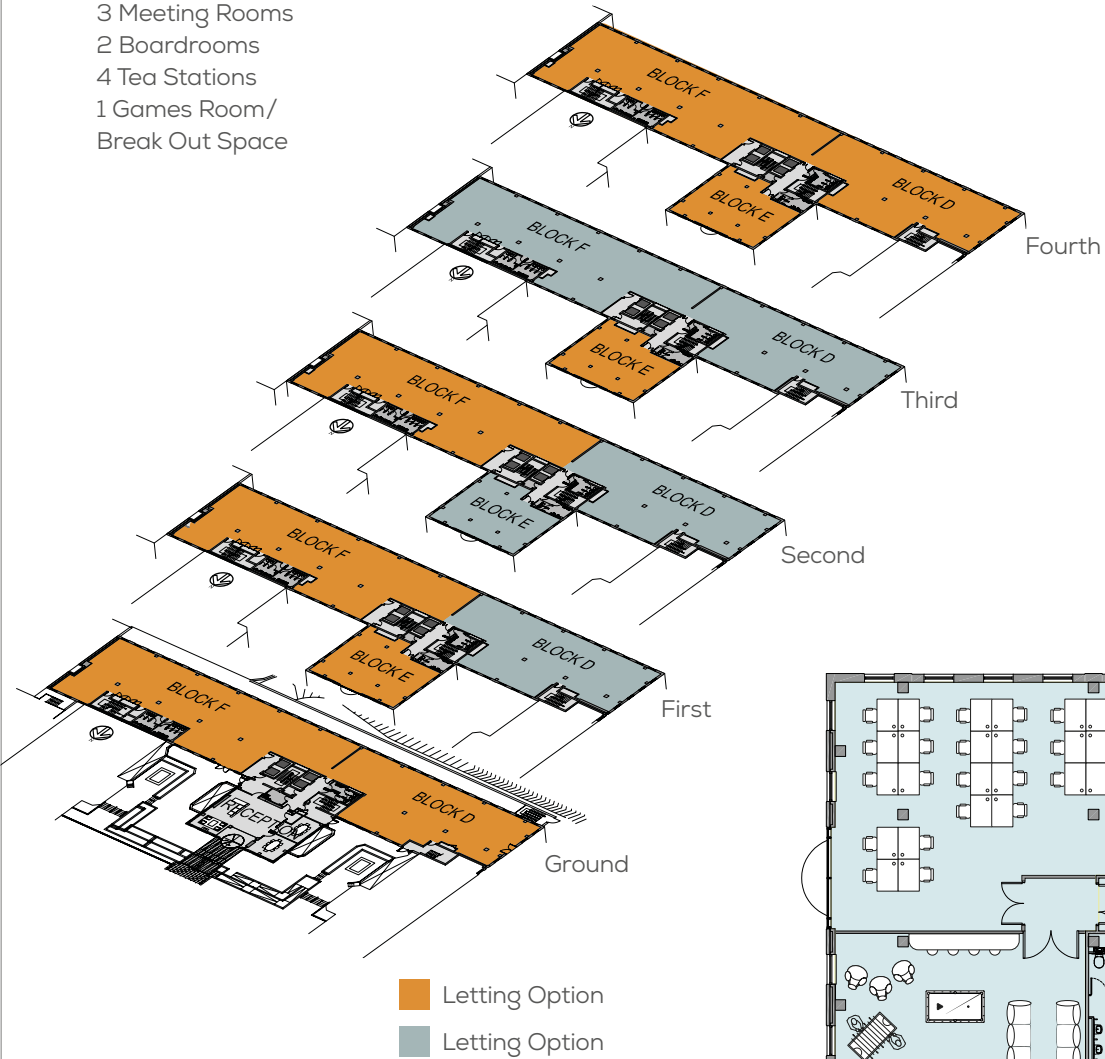 3 Meeting Rooms
2 Boardrooms
4 Tea Stations
1 Games Room/
Break Out Space
BLOCK F
BLOCK E
BLOCK D
Fourth
BLOCK F
BLOCK E
BLOCK D
Third
BLOCK F
BLOCK E
BLOCK D
Second
BLOCK F
BLOCK E
BLOCK D
First
BLOCK F
RECEPTION
BLOCK D
Ground
Letting Option
Letting Option